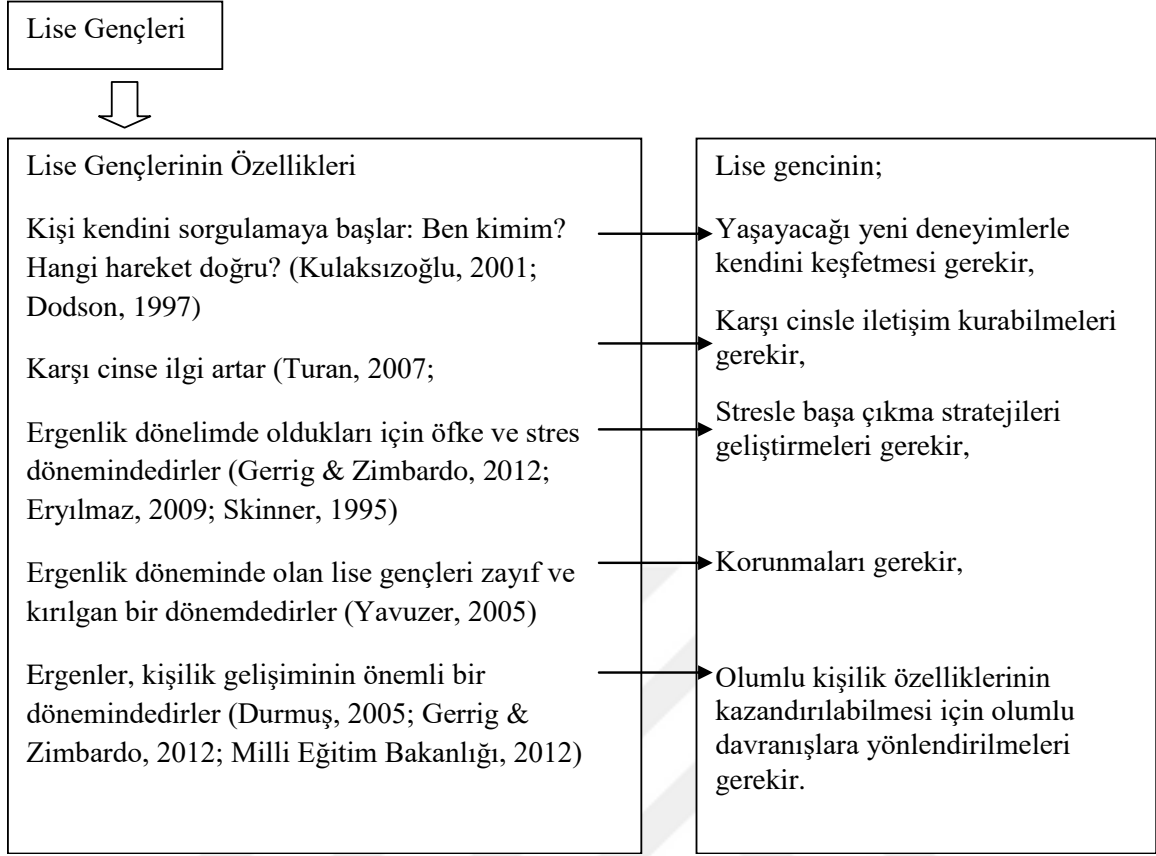 Lise Gençleri
Lise Gençlerinin Özellikleri
Kişi kendini sorgulamaya başlar: Ben kimim?
Hangi hareket doğru? (Kulaksızoğlu, 2001;
Dodson, 1997)
Karşı cinse ilgi artar (Turan, 2007;
Ergenlik dönelimde oldukları için öfke ve stres
dönemindedirler (Gerrig & Zimbardo, 2012;
Eryılmaz, 2009; Skinner, 1995)
Ergenlik döneminde olan lise gençleri zayıf ve
kırılgan bir dönemdedirler (Yavuzer, 2005)
Ergenler, kişilik gelişiminin önemli bir
dönemindedirler (Durmuş, 2005; Gerrig &
Zimbardo, 2012; Milli Eğitim Bakanlığı, 2012)
Lise gencinin;
Yaşayacağı yeni deneyimlerle
kendini keşfetmesi gerekir,
Karşı cinsle iletişim kurabilmeleri
gerekir,
Stresle başa çıkma stratejileri
geliştirmeleri gerekir,
Korunmaları gerekir,
Olumlu kişilik özelliklerinin
kazandırılabilmesi için olumlu
davranışlara yönlendirilmeleri
gerekir.